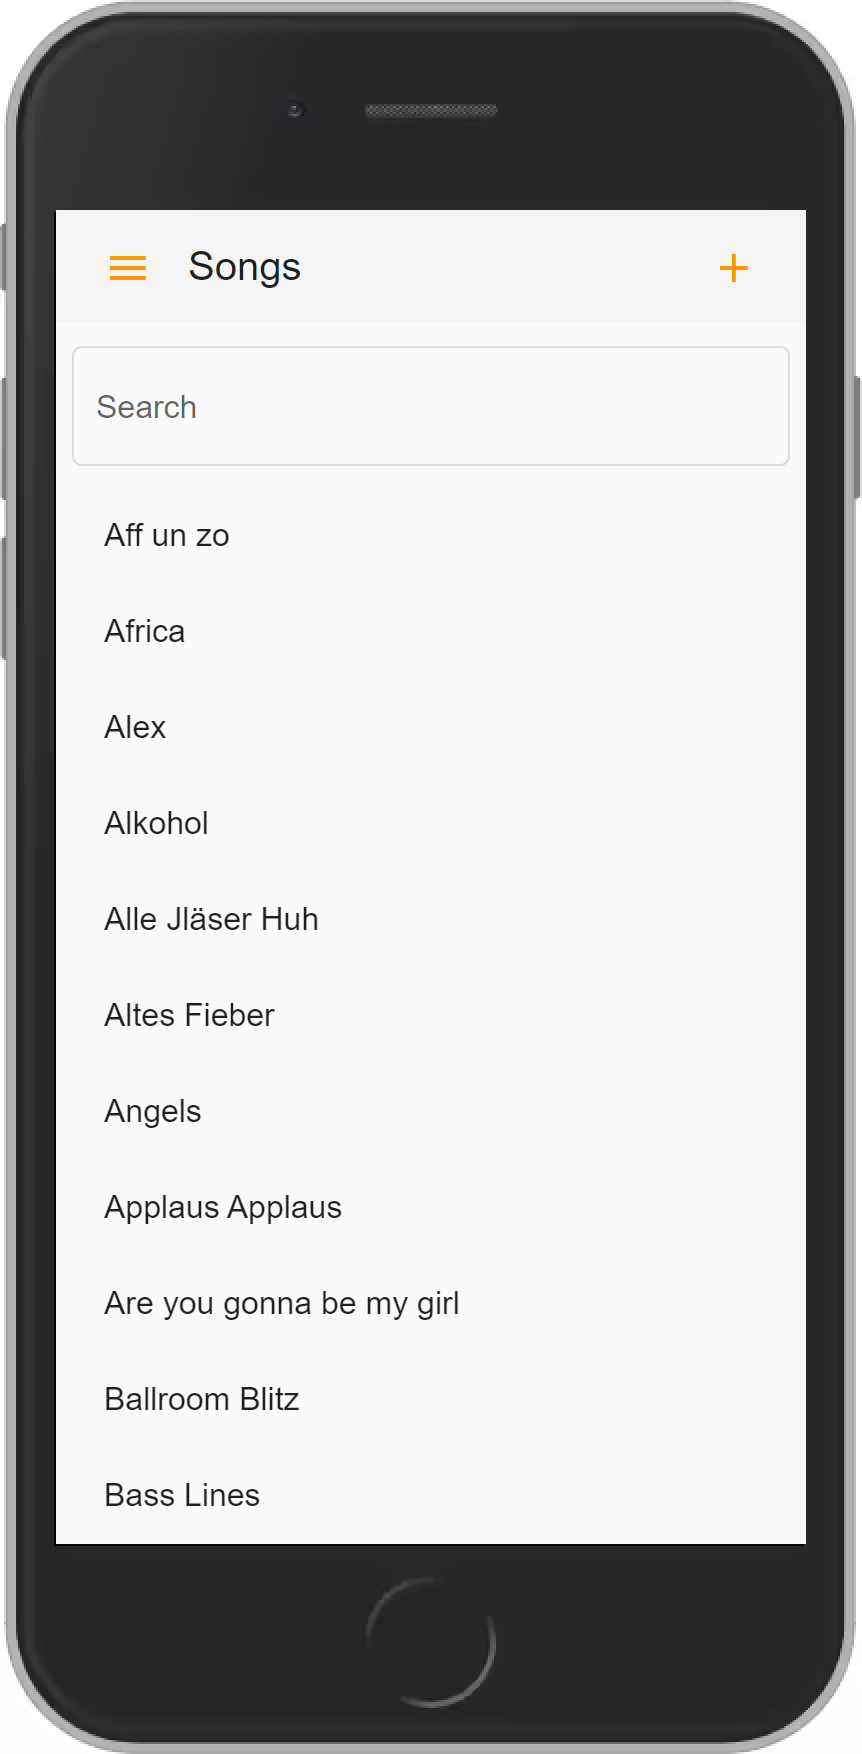 Songs
Search
Aff un zo
Africa
Alex
Alkohol
Alle Jläser Huh
Altes Fieber
Angels
Applaus Applaus
Are you gonna be my girl
Ballroom Blitz
Bass Lines